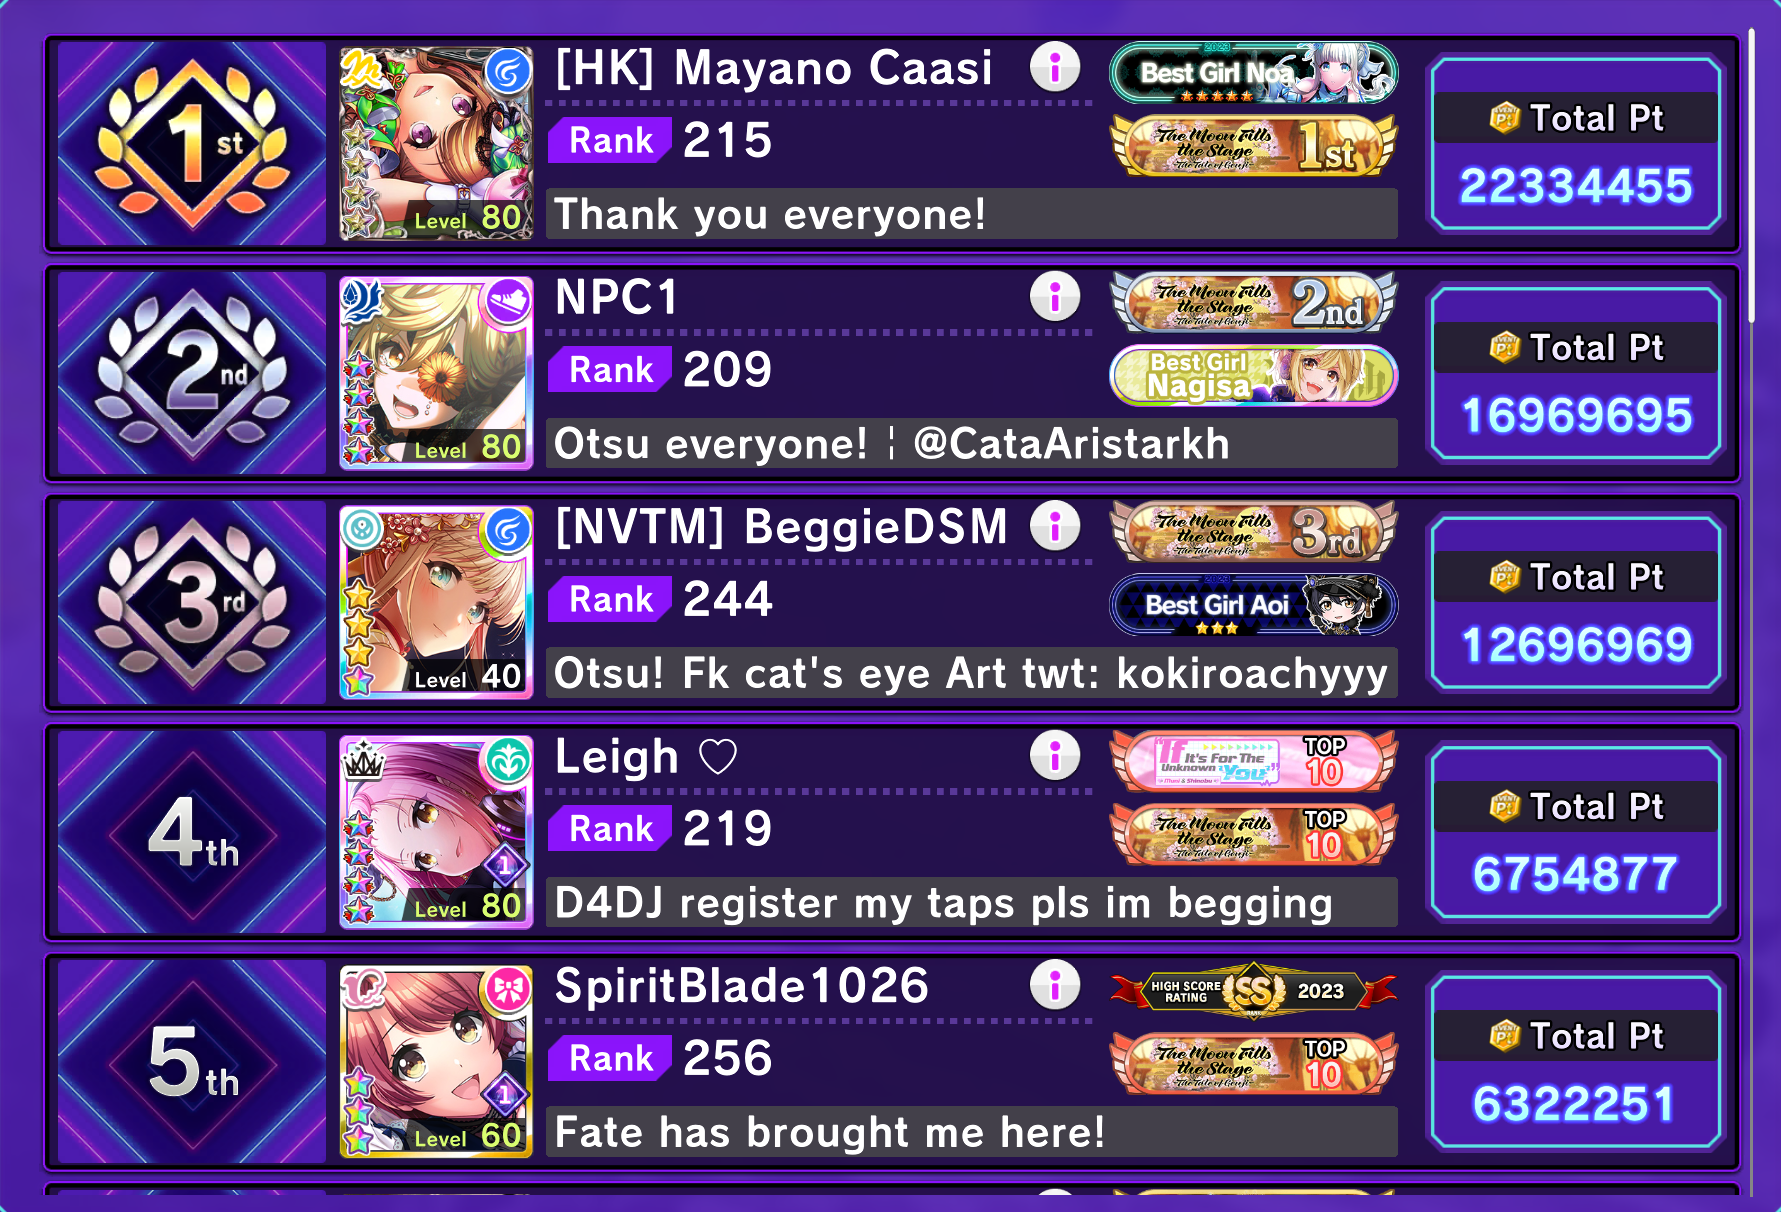 1st
[HK] Mayano Caasi
i
2023
Best Girl Noa
Rank 215
The Moon Fills
the Stage
-The Tale of Genji-
1st
Level 80
Thank you everyone!
Total Pt
22334455
2nd
NPC1
i
The Moon Fills
the Stage
-The Tale of Genji-
2nd
Rank 209
Best Girl
Nagisa
Level 80
Otsu everyone! ¦ @CataAristarkh
Total Pt
16969695
3rd
[NVTM] BeggieDSM
i
The Moon Fills
the Stage
-The Tale of Genji-
3rd
Rank 244
2023
Best Girl Aoi
Level 40
Otsu! Fk cat's eye Art twt: kokiroachyyy
Total Pt
12696969
4th
Leigh ♡
i
"If It's For The
Unknown You"
Muni & Shinobu
TOP
10
Rank 219
The Moon Fills
the Stage
-The Tale of Genji-
TOP
10
1
Level 80
D4DJ register my taps pls im begging
Total Pt
6754877
5th
SpiritBlade1026
i
HIGH SCORE
RATING
SS
RANK
2023
Rank 256
The Moon Fills
the Stage
-The Tale of Genji-
TOP
10
1
Level 60
Fate has brought me here!
Total Pt
6322251